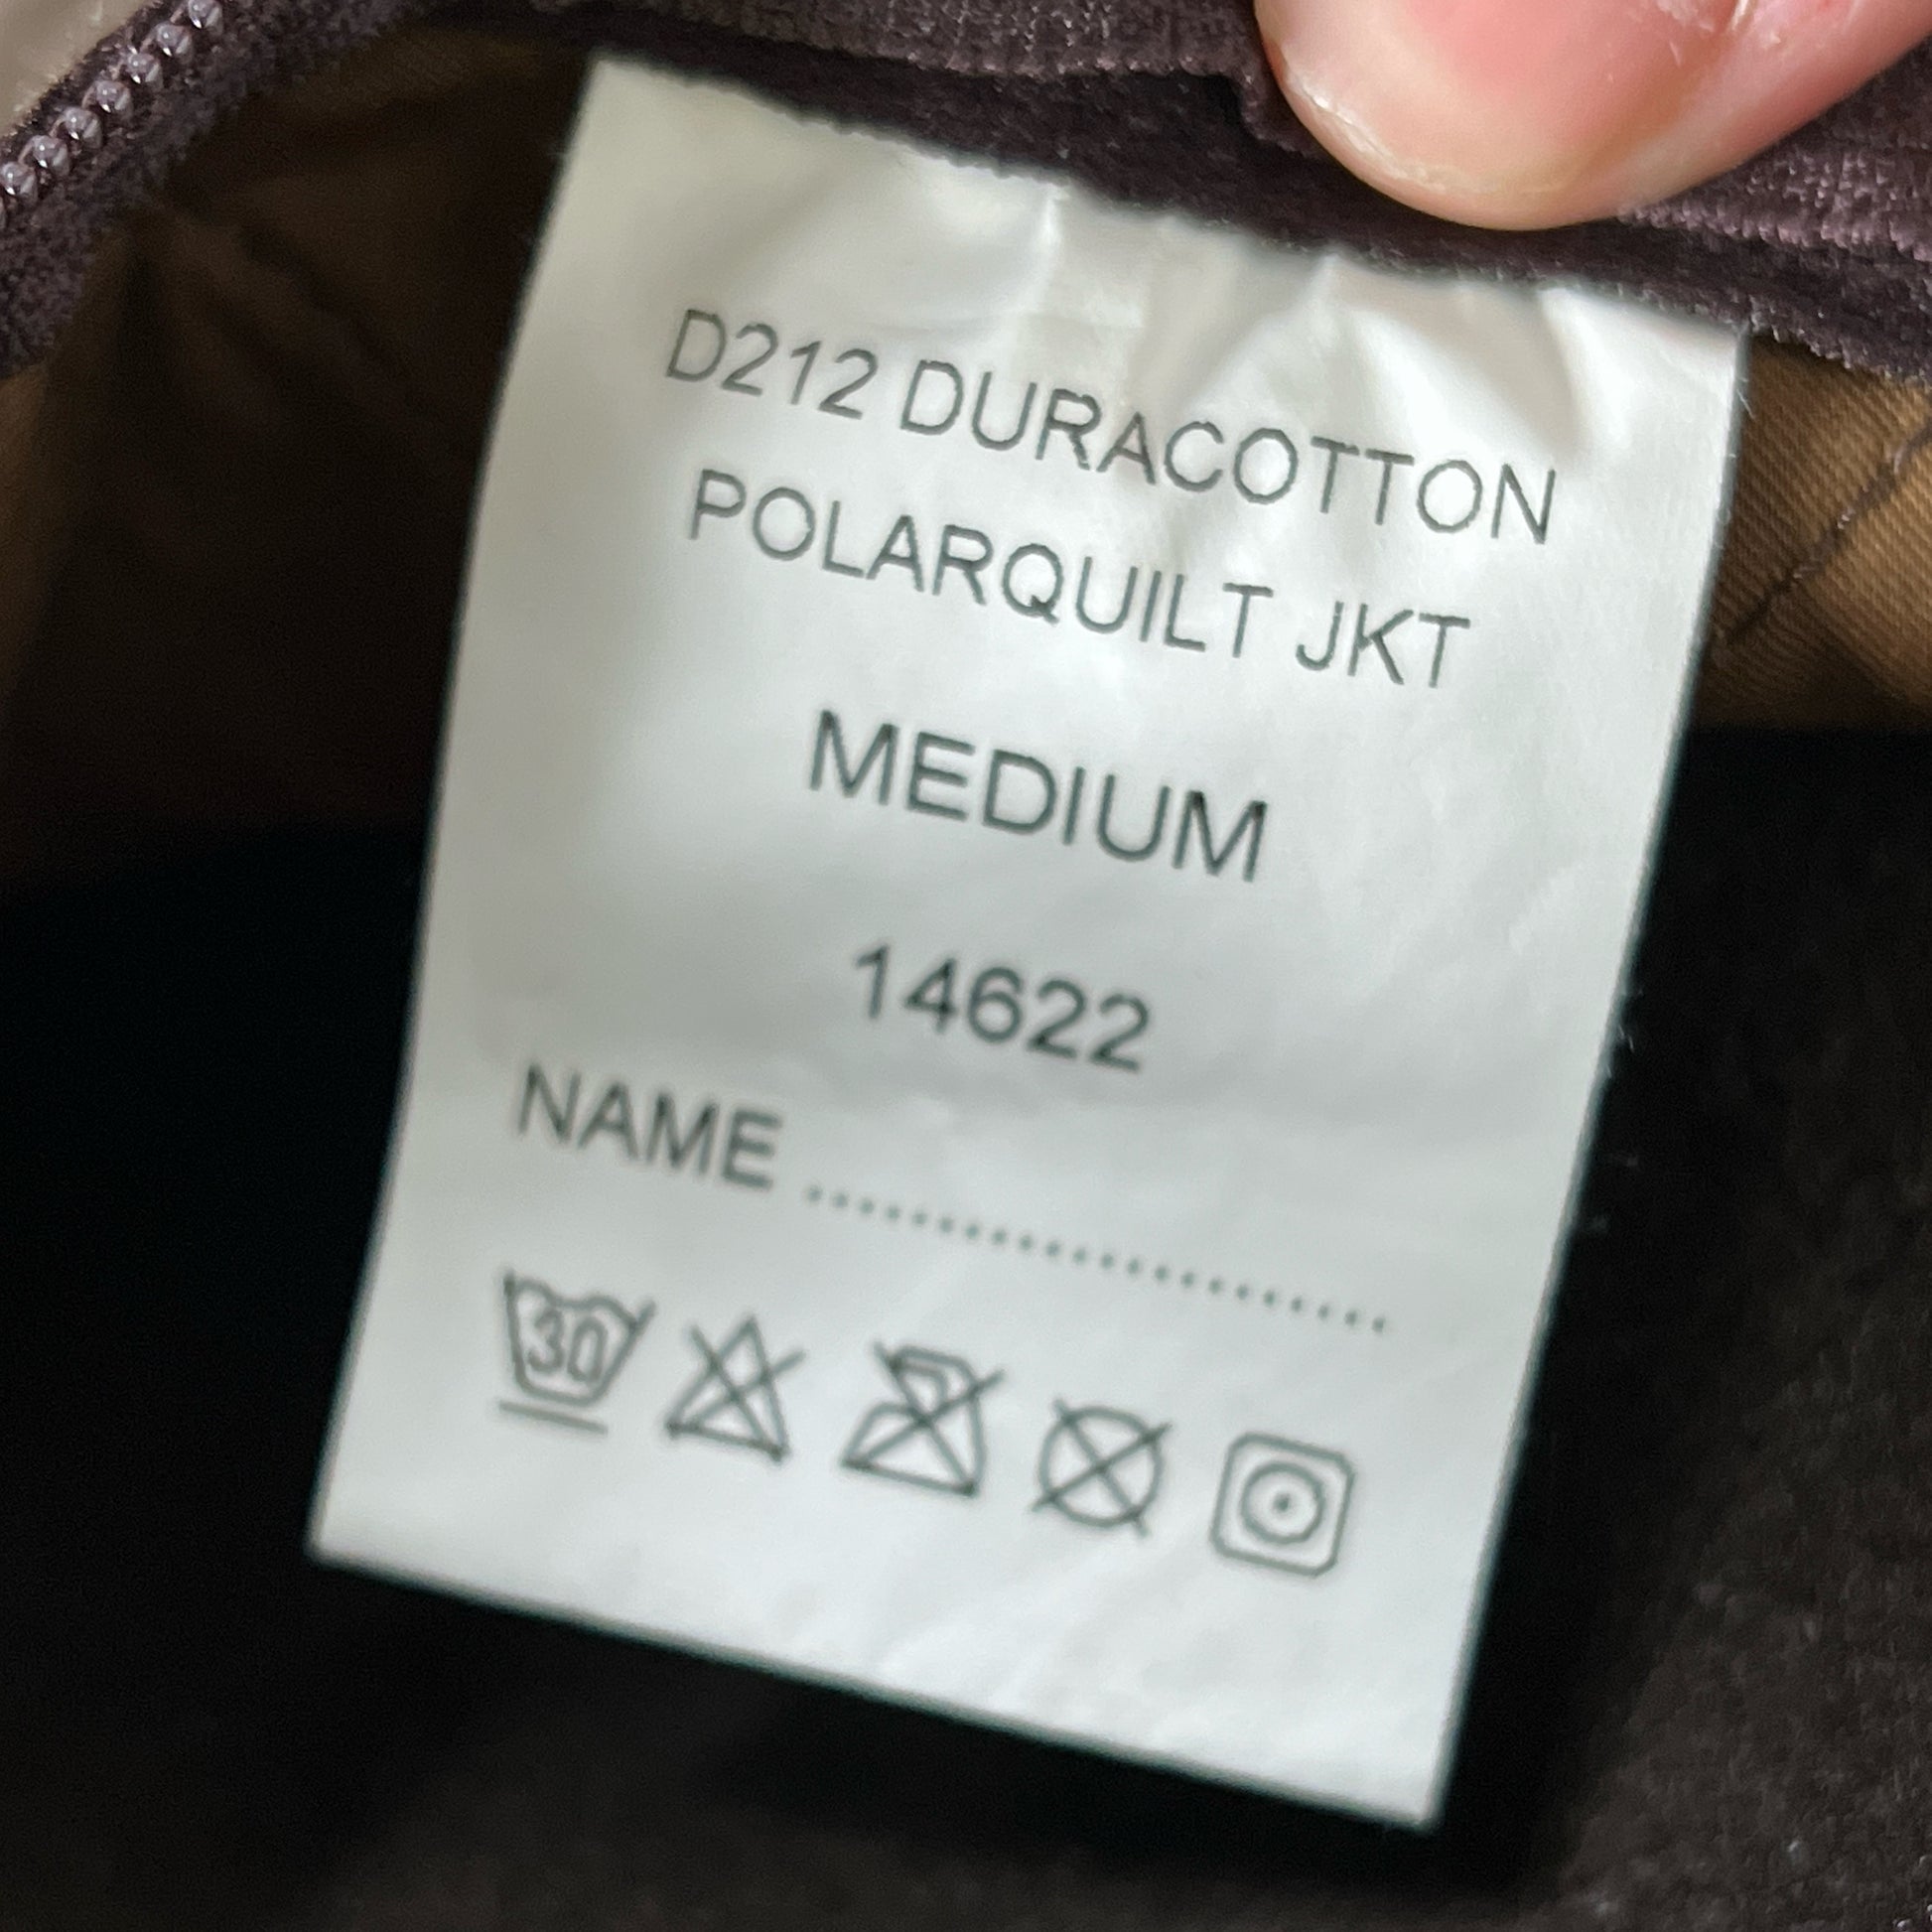 D212 DURACOTTON
POLARQUILT JKT
MEDIUM
14622
NAME ......................
30